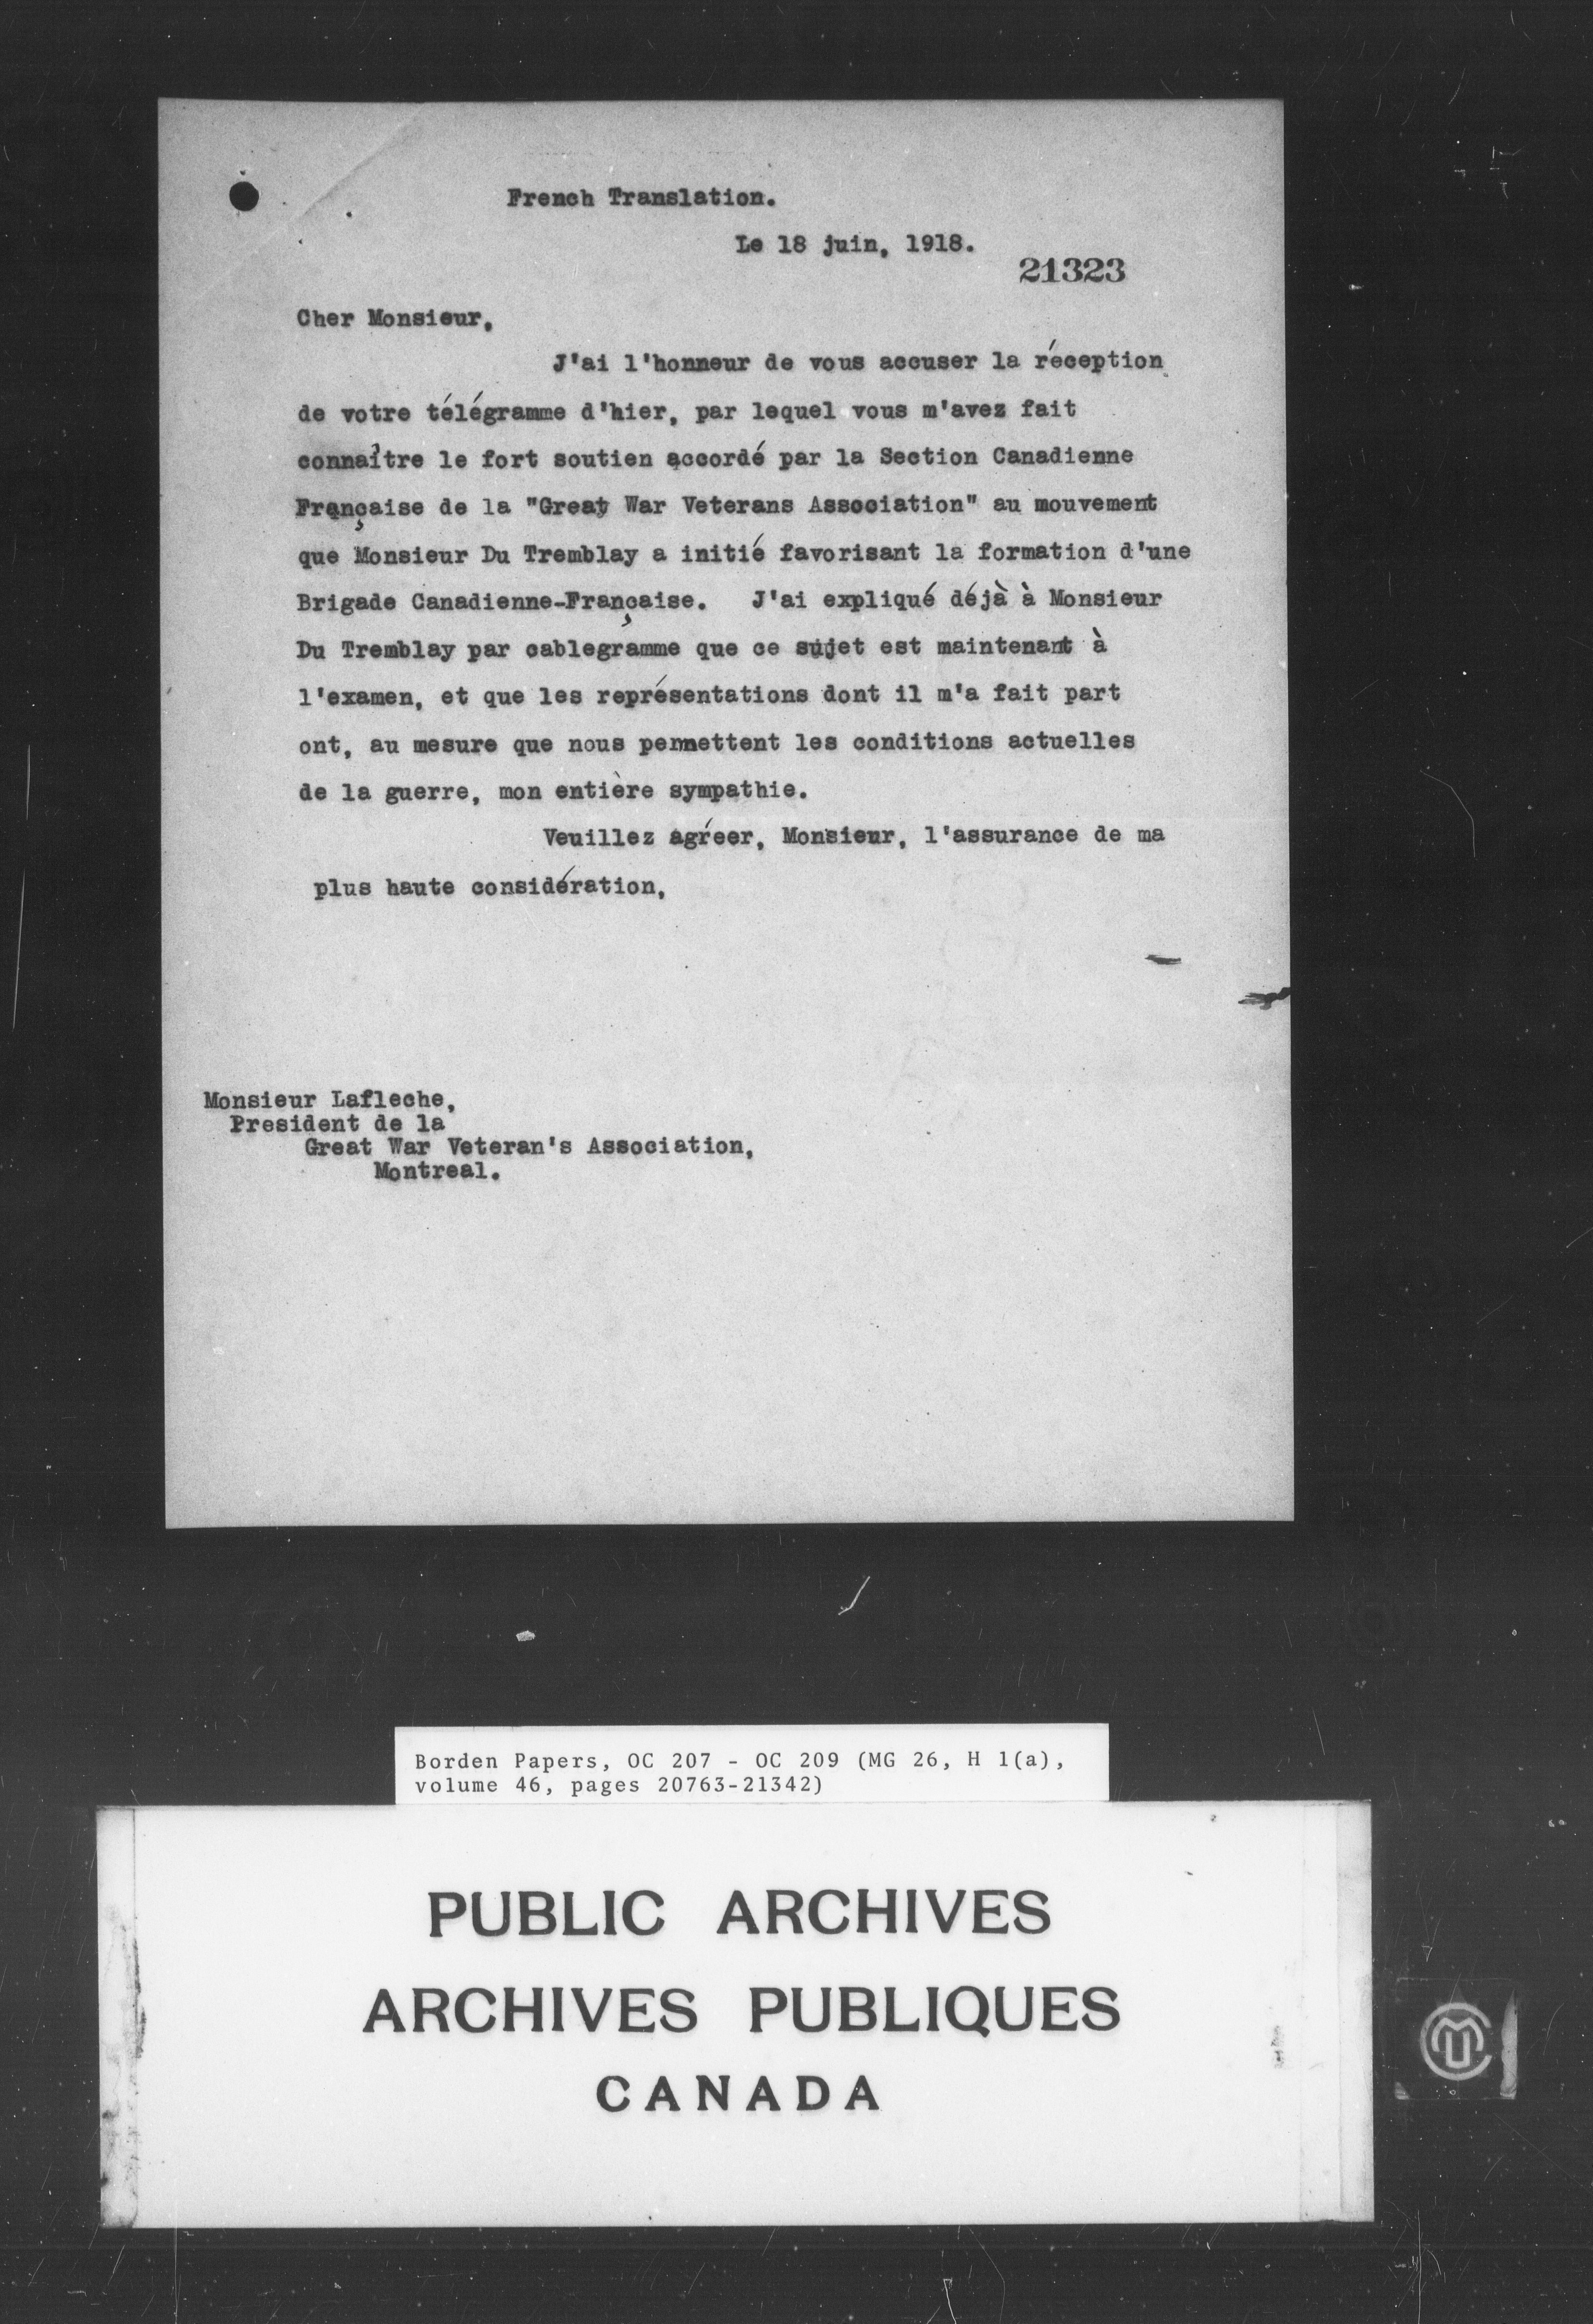 French Translation.
Le 18 juin, 1918.
21323
Cher Monsieur,
J'ai l'honneur de vous accuser la réception
de votre télégramme d'hier, par lequel vous m'avez fait
connaître le fort soutien accordé par la Section Canadienne
Française de la "Great War Veterans Association" au mouvement
que Monsieur Du Tremblay a initié favorisant la formation d'une
Brigade Canadienne-Française. J'ai expliqué déjà à Monsieur
Du Tremblay par cablegramme que ce sujet est maintenant à
l'examen, et que les représentations dont il m'a fait part
ont, au mesure que nous permettent les conditions actuelles
de la guerre, mon entière sympathie.
Veuillez agréer, Monsieur, l'assurance de ma
plus haute considération,
Monsieur Lafleche,
President de la
Great War Veteran's Association,
Montreal.
Borden Papers, OC 207 - OC 209 (MG 26, H 1(a),
volume 46, pages 20763-21342)
PUBLIC ARCHIVES
ARCHIVES PUBLIQUES
CANADA